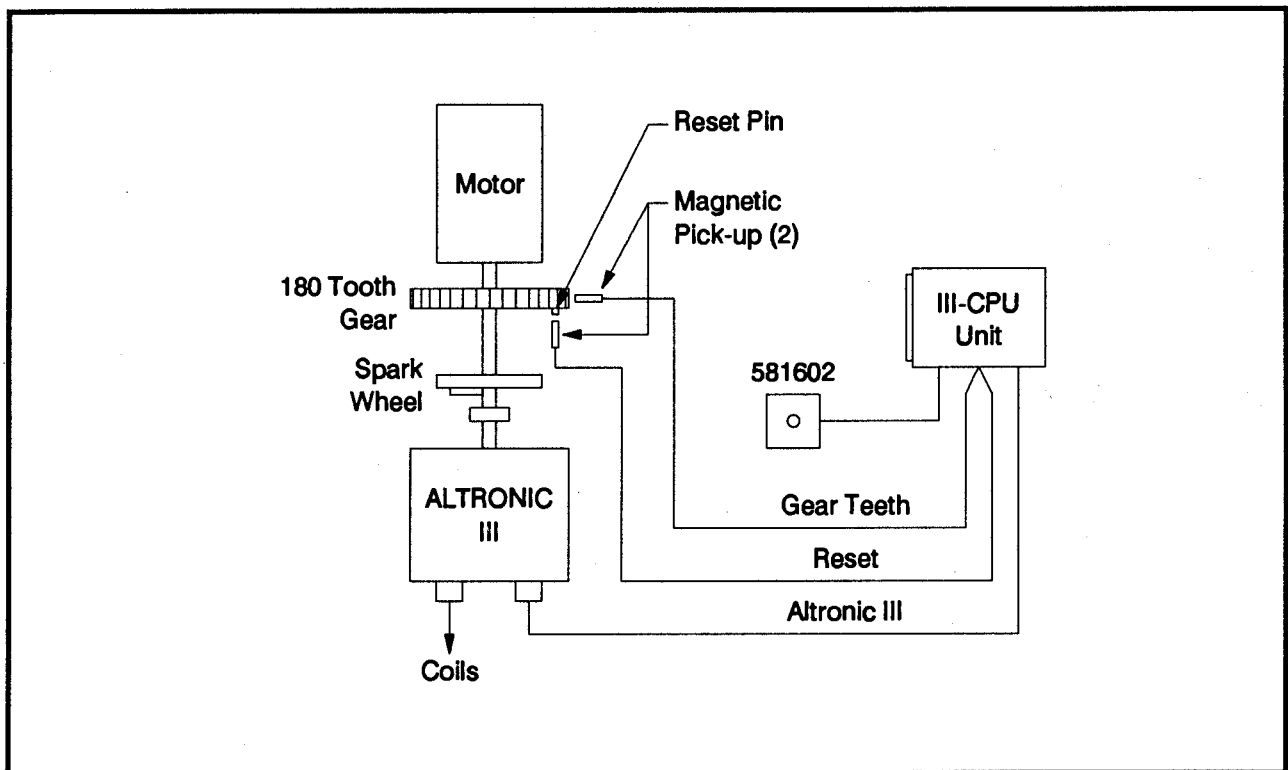 Reset Pin
Motor
Magnetic
Pick-up (2)
180 Tooth
Gear
III-CPU
Unit
Spark
Wheel
581602
ALTRONIC
III
Gear Teeth
Reset
Altronic III
Coils